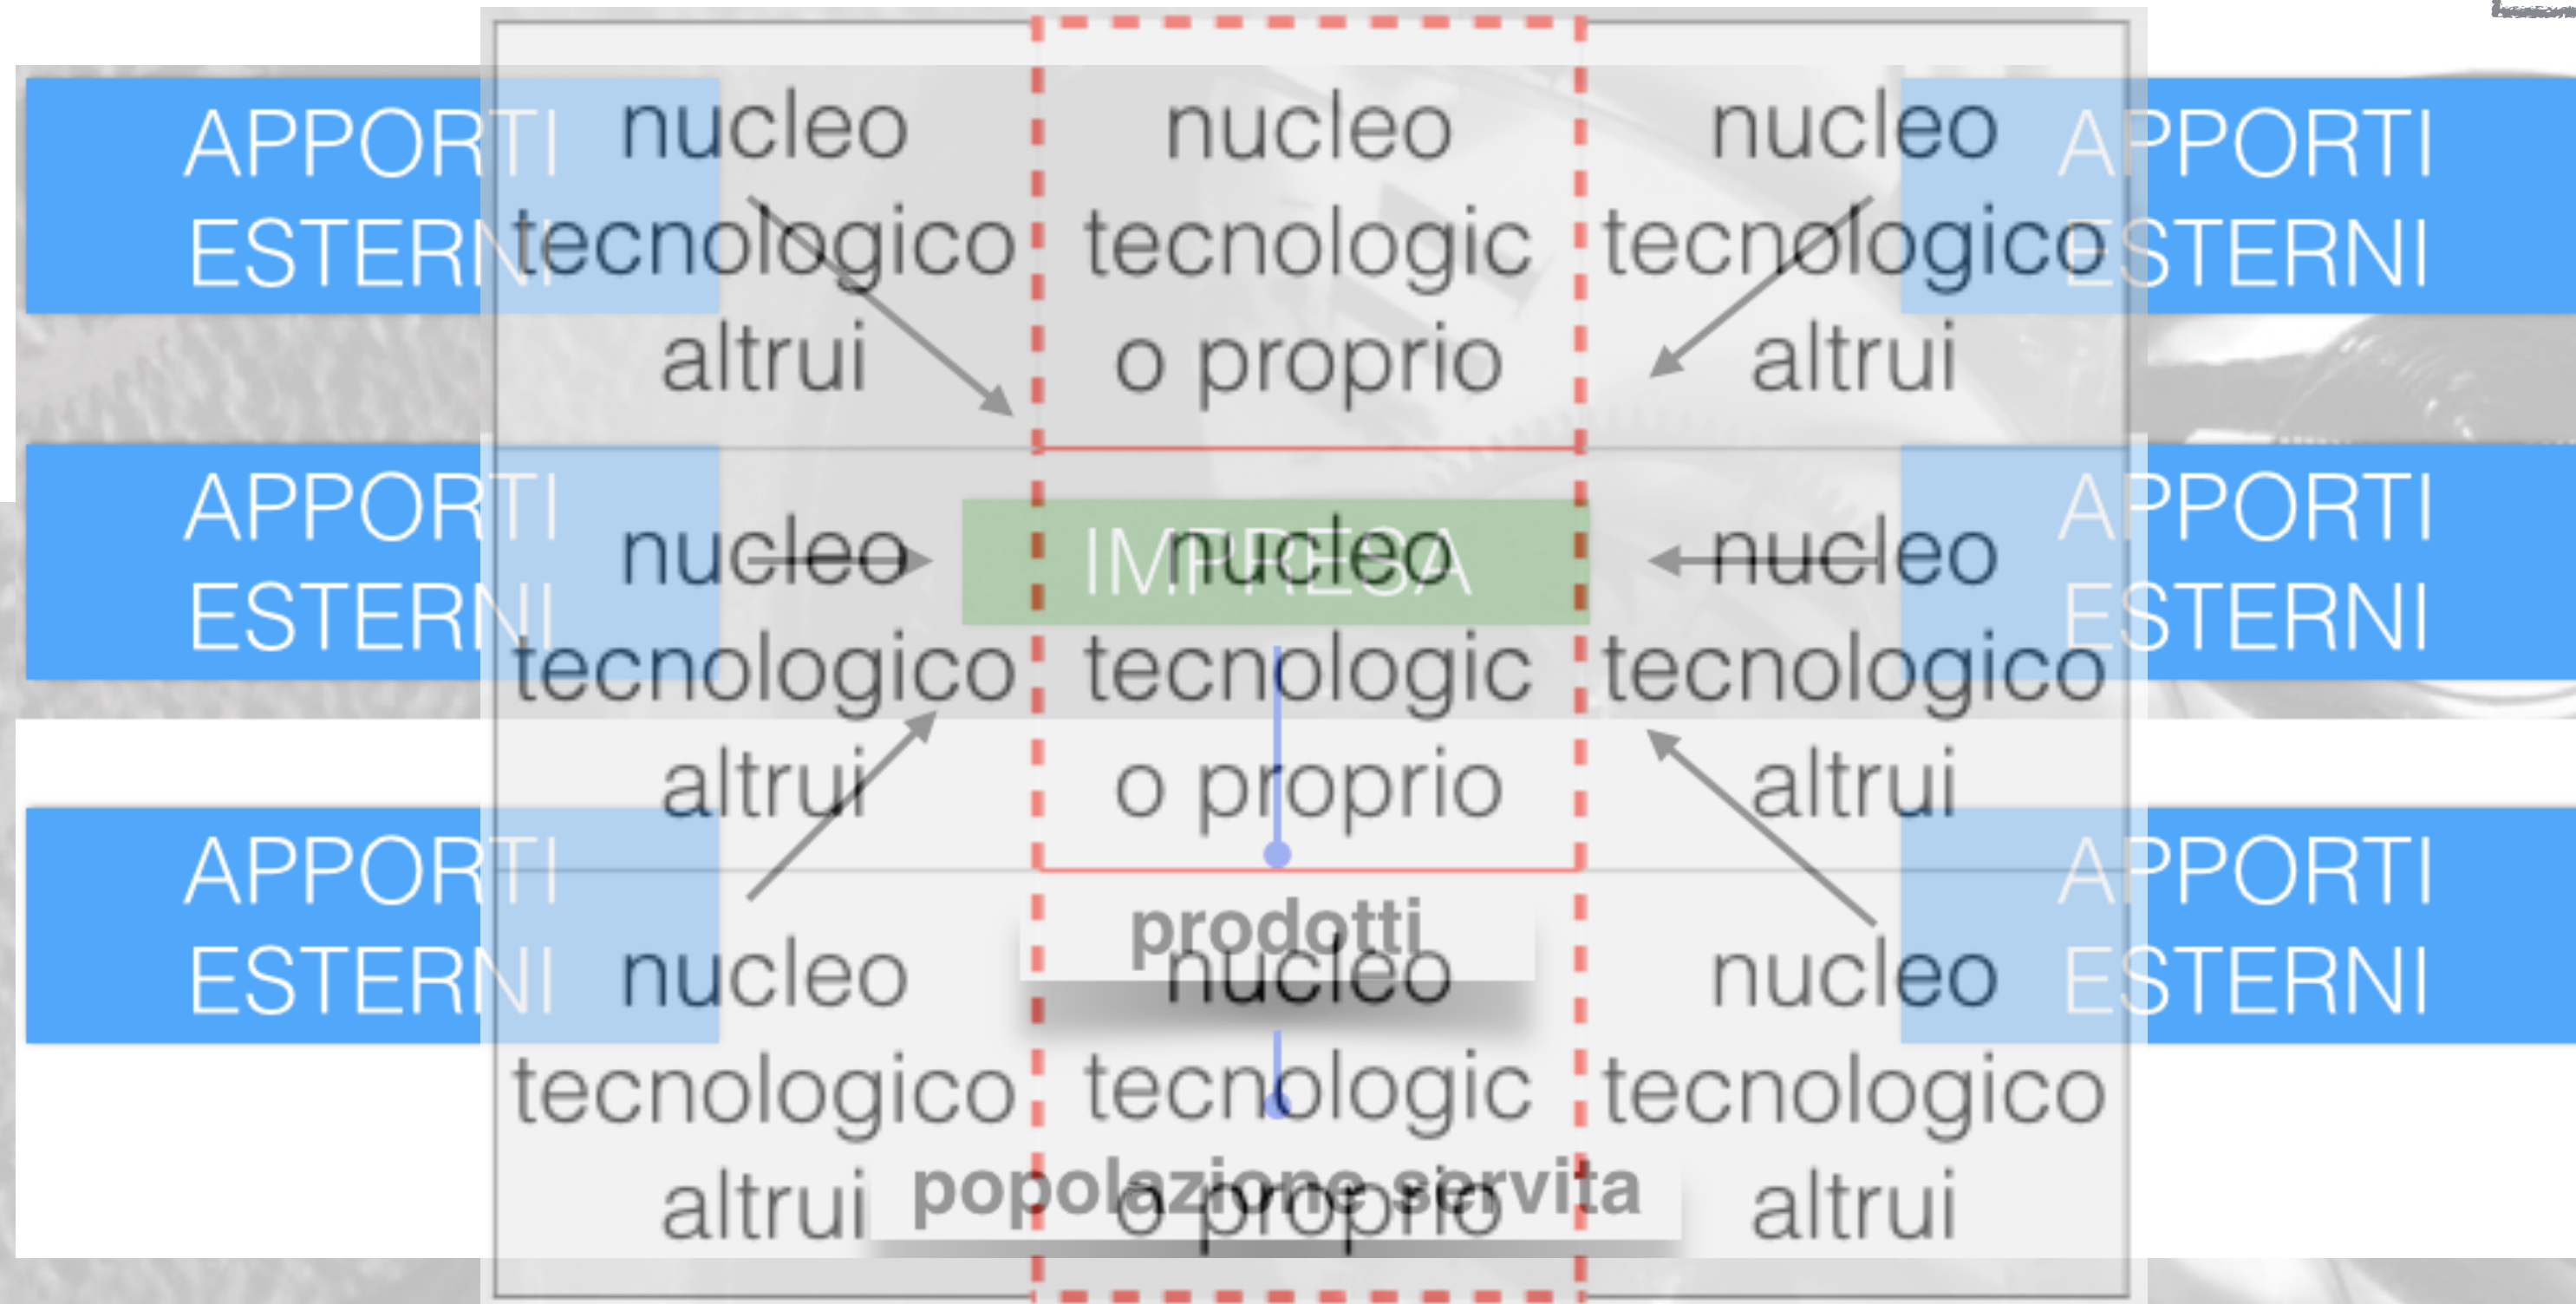 APPORTI
ESTERNI
nucleo
tecnologico
altrui
nucleo
tecnologic
o proprio
nucleo
tecnologico
altrui
APPORTI
ESTERNI
APPORTI
ESTERNI
nucleo
tecnologico
altrui
IMPRESA
nucleo
tecnologic
o proprio
nucleo
tecnologico
altrui
APPORTI
ESTERNI
APPORTI
ESTERNI
nucleo
tecnologico
altrui
prodotti
nucleo
tecnologic
o proprio
popolazione servita
nucleo
tecnologico
altrui
APPORTI
ESTERNI